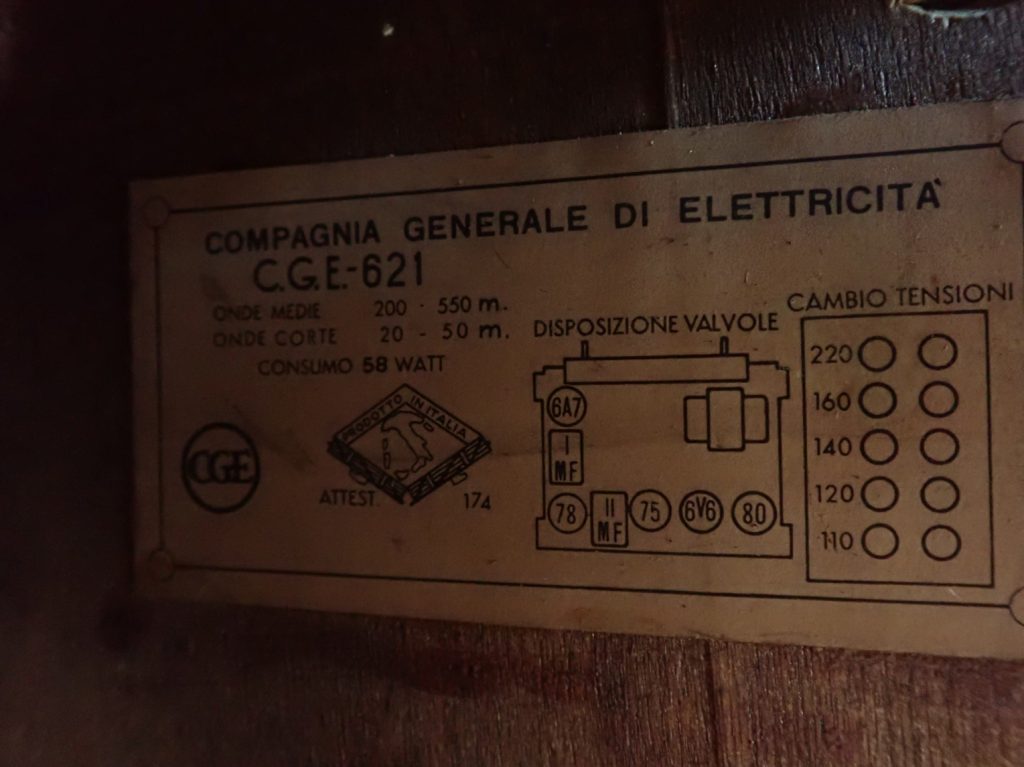 COMPAGNIA GENERALE DI ELETTRICITÀ
C.G.E.-621
ONDE MEDIE 200 - 550 m.
ONDE CORTE 20 - 50 m.
CONSUMO 58 WATT
CGE
PRODOTTO IN ITALIA
ATTEST. 174
DISPOSIZIONE VALVOLE
6A7
I
MF
78
II
MF
75
6V6
80
CAMBIO TENSIONI
220
160
140
120
110